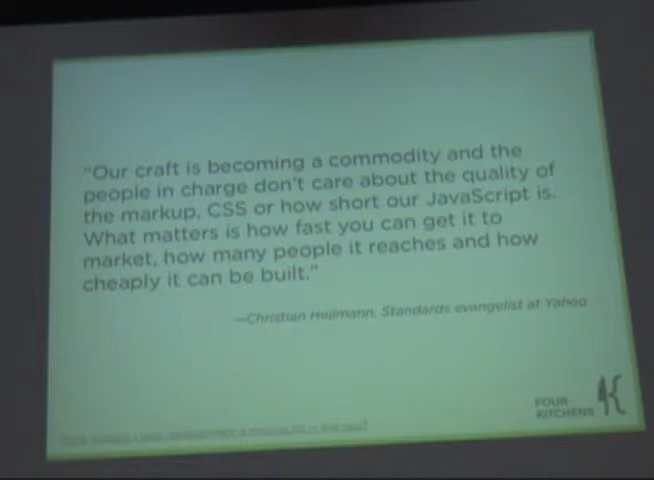 "Our craft is becoming a commodity and the
people in charge don't care about the quality of
the markup, CSS or how short our JavaScript is.
What matters is how fast you can get it to
market, how many people it reaches and how
cheaply it can be built."
—Christian Heilmann, Standards evangelist at Yahoo
FOUR
KITCHENS